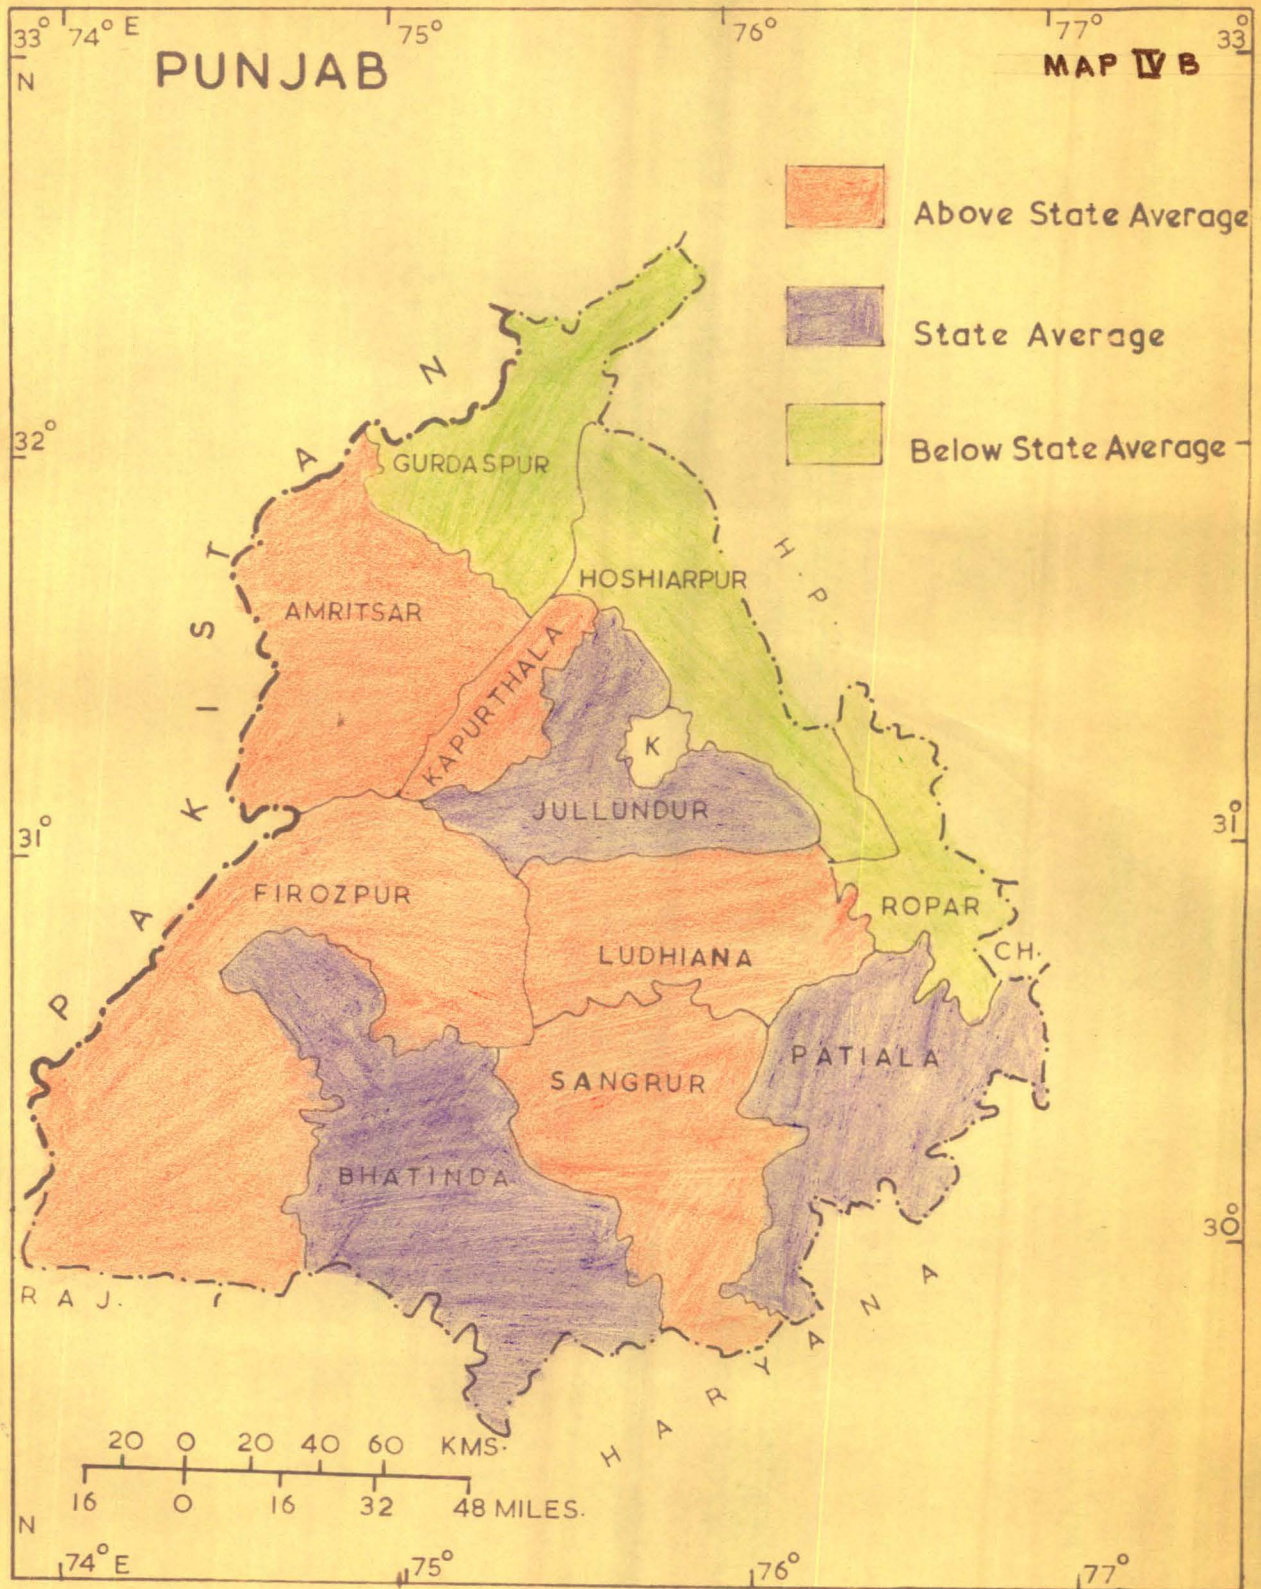 33° 74° E 75° 76° 77° 33°
N
PUNJAB
MAP IV B
Above State Average
State Average
Below State Average
32°
PAKISTAN
GURDASPUR
H.P.
HOSHIARPUR
AMRITSAR
KAPURTHALA
K
JULLUNDUR
31° 31°
FIROZPUR
ROPAR
LUDHIANA
CH.
PATIALA
SANGRUR
BHATINDA
30°
RAJ.
HARYANA
20 0 20 40 60 KMS.
16 0 16 32 48 MILES.
N
74° E 75° 76° 77°